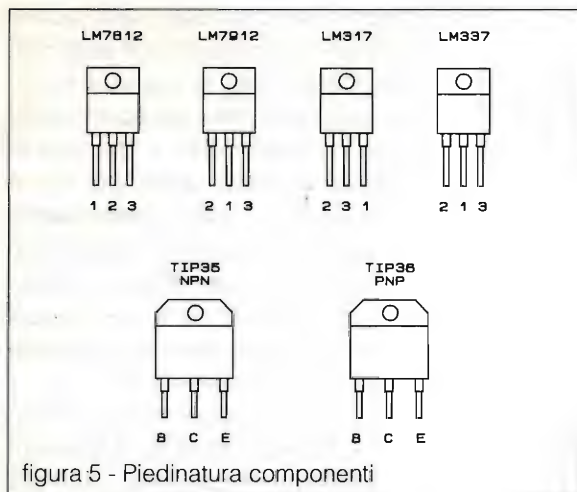 LM7812 LM7912 LM317 LM337
1 2 3 2 1 3 2 3 1 2 1 3
TIP35 TIP36
NPN PNP
B C E B C E
figura 5 - Piedinatura componenti